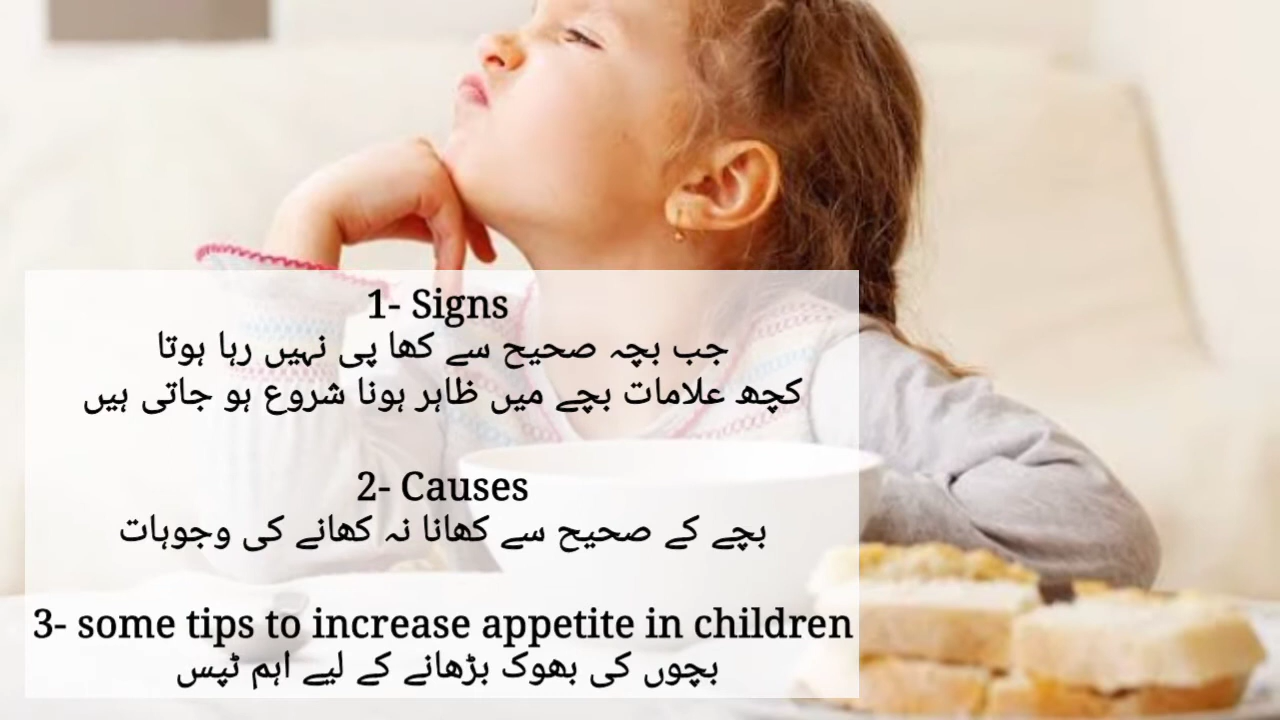 1- Signs
جب بچہ صحیح سے کھا پی نہیں رہا ہوتا
کچھ علامات بچے میں ظاہر ہونا شروع ہو جاتی ہیں
2- Causes
بچے کے صحیح سے کھانا نہ کھانے کی وجوہات
3- some tips to increase appetite in children
بچوں کی بھوک بڑھانے کے لیے اہم ٹپس